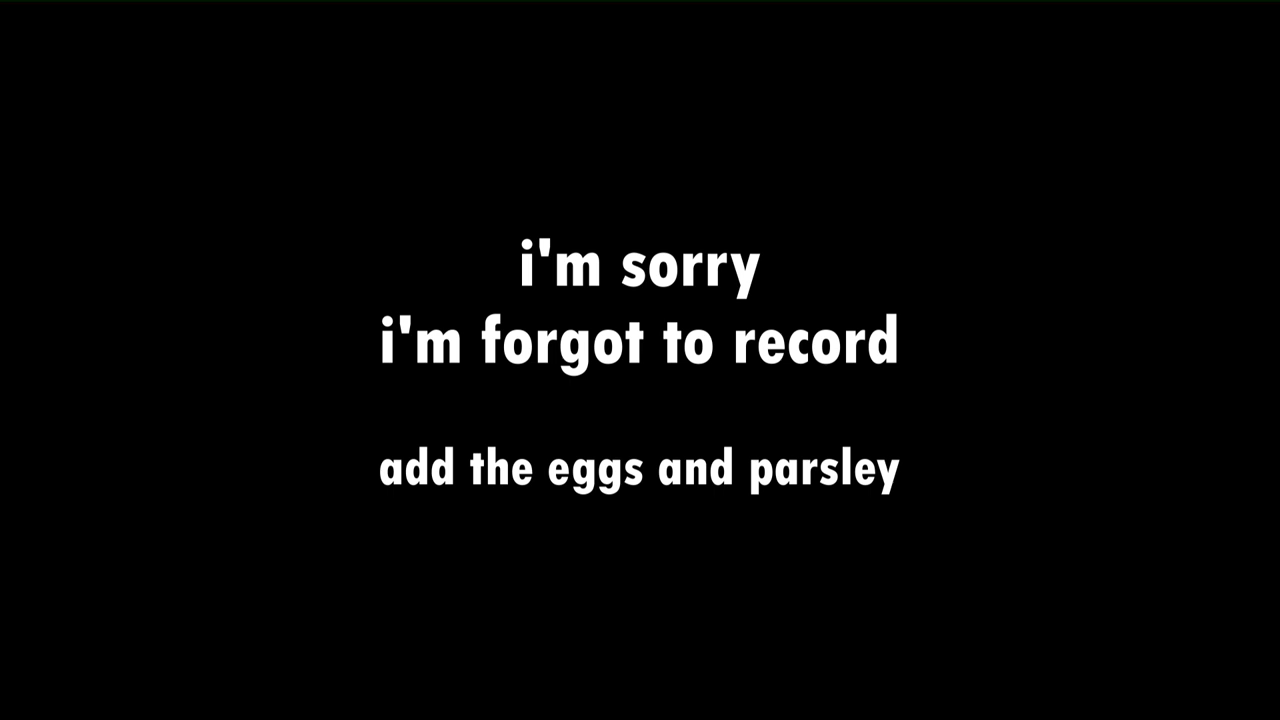 i'm sorry
i'm forgot to record
add the eggs and parsley